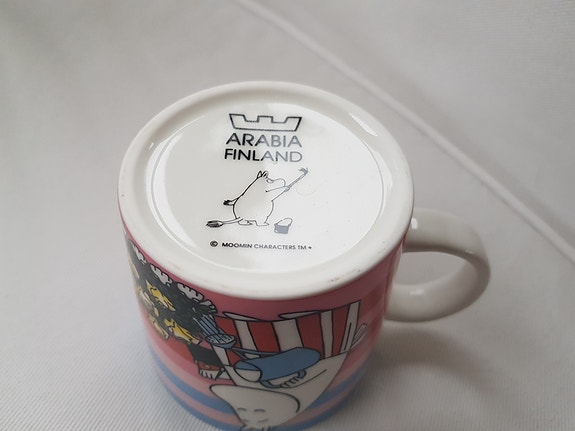 ARABIA
FINLAND
© MOOMIN CHARACTERS TM